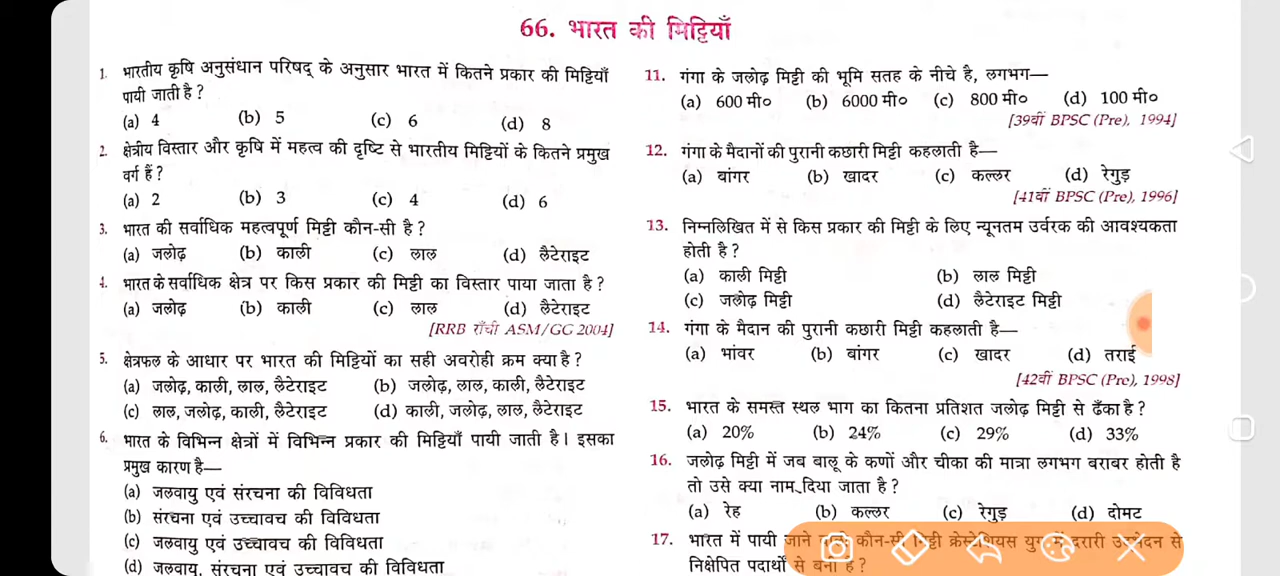 66. भारत की मिट्टियाँ
1. भारतीय कृषि अनुसंधान परिषद् के अनुसार भारत में कितने प्रकार की मिट्टियाँ
पायी जाती है ?
(a) 4 (b) 5 (c) 6 (d) 8
2. क्षेत्रीय विस्तार और कृषि में महत्व की दृष्टि से भारतीय मिट्टियों के कितने प्रमुख
वर्ग हैं ?
(a) 2 (b) 3 (c) 4 (d) 6
3. भारत की सर्वाधिक महत्वपूर्ण मिट्टी कौन-सी है ?
(a) जलोढ़ (b) काली (c) लाल (d) लैटेराइट
4. भारत के सर्वाधिक क्षेत्र पर किस प्रकार की मिट्टी का विस्तार पाया जाता है ?
(a) जलोढ़ (b) काली (c) लाल (d) लैटेराइट
[RRB राँची ASM/GG 2004]
5. क्षेत्रफल के आधार पर भारत की मिट्टियों का सही अवरोही क्रम क्या है ?
(a) जलोढ़, काली, लाल, लैटेराइट (b) जलोढ़, लाल, काली, लैटेराइट
(c) लाल, जलोढ़, काली, लैटेराइट (d) काली, जलोढ़, लाल, लैटेराइट
6. भारत के विभिन्न क्षेत्रों में विभिन्न प्रकार की मिट्टियाँ पायी जाती है। इसका
प्रमुख कारण है—
(a) जलवायु एवं संरचना की विविधता
(b) संरचना एवं उच्चावच की विविधता
(c) जलवायु एवं उच्चावच की विविधता
(d) जलवायु, संरचना एवं उच्चावच की विविधता
11. गंगा के जलोढ़ मिट्टी की भूमि सतह के नीचे है, लगभग—
(a) 600 मी० (b) 6000 मी० (c) 800 मी० (d) 100 मी०
[39वीं BPSC (Pre), 1994]
12. गंगा के मैदानों की पुरानी कछारी मिट्टी कहलाती है—
(a) बांगर (b) खादर (c) कल्लर (d) रेगुड़
[41वीं BPSC (Pre), 1996]
13. निम्नलिखित में से किस प्रकार की मिट्टी के लिए न्यूनतम उर्वरक की आवश्यकता
होती है ?
(a) काली मिट्टी (b) लाल मिट्टी
(c) जलोढ़ मिट्टी (d) लैटेराइट मिट्टी
14. गंगा के मैदान की पुरानी कछारी मिट्टी कहलाती है—
(a) भांवर (b) बांगर (c) खादर (d) तराई
[42वीं BPSC (Pre), 1998]
15. भारत के समस्त स्थल भाग का कितना प्रतिशत जलोढ़ मिट्टी से ढँका है ?
(a) 20% (b) 24% (c) 29% (d) 33%
16. जलोढ़ मिट्टी में जब बालू के कणों और चीका की मात्रा लगभग बराबर होती है
तो उसे क्या नाम दिया जाता है ?
(a) रेह (b) कल्लर (c) रेगुड़ (d) दोमट
17. भारत में पायी जाने कौन-सी मिट्टी क्रेस्टेशियस युग में दरारी से
निक्षेपित पदार्थों से बनी है ?